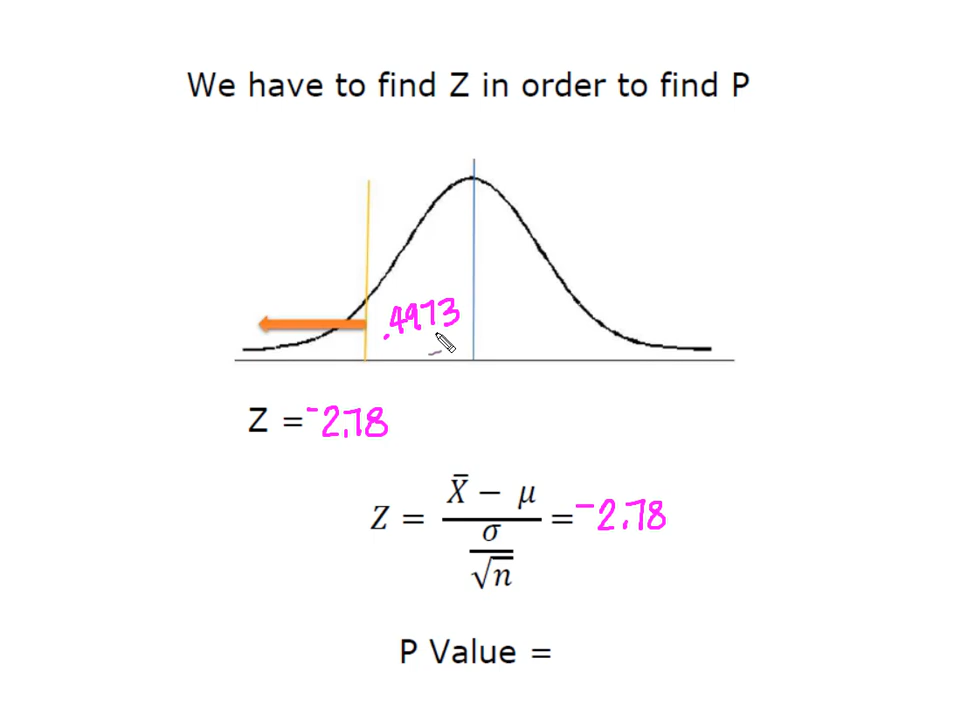 We have to find Z in order to find P
.4973
Z = -2.78
Z = X̄ − μ / σ / √n = -2.78
P Value =